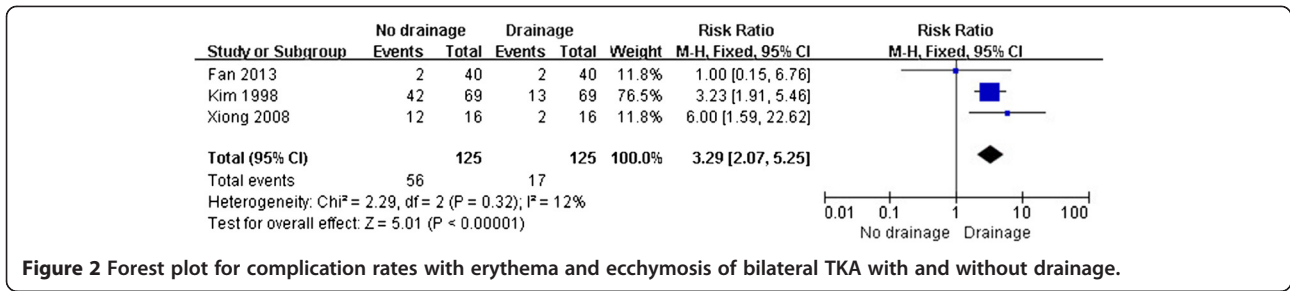 No drainage Drainage Risk Ratio Risk Ratio
Study or Subgroup Events Total Events Total Weight M-H, Fixed, 95% CI M-H, Fixed, 95% CI
Fan 2013 2 40 2 40 11.8% 1.00 [0.15, 6.76]
Kim 1998 42 69 13 69 76.5% 3.23 [1.91, 5.46]
Xiong 2008 12 16 2 16 11.8% 6.00 [1.59, 22.62]
Total (95% CI) 125 125 100.0% 3.29 [2.07, 5.25]
Total events 56 17
Heterogeneity: Chi² = 2.29, df = 2 (P = 0.32); I² = 12%
Test for overall effect: Z = 5.01 (P < 0.00001)
0.01 0.1 1 10 100
No drainage Drainage
Figure 2 Forest plot for complication rates with erythema and ecchymosis of bilateral TKA with and without drainage.